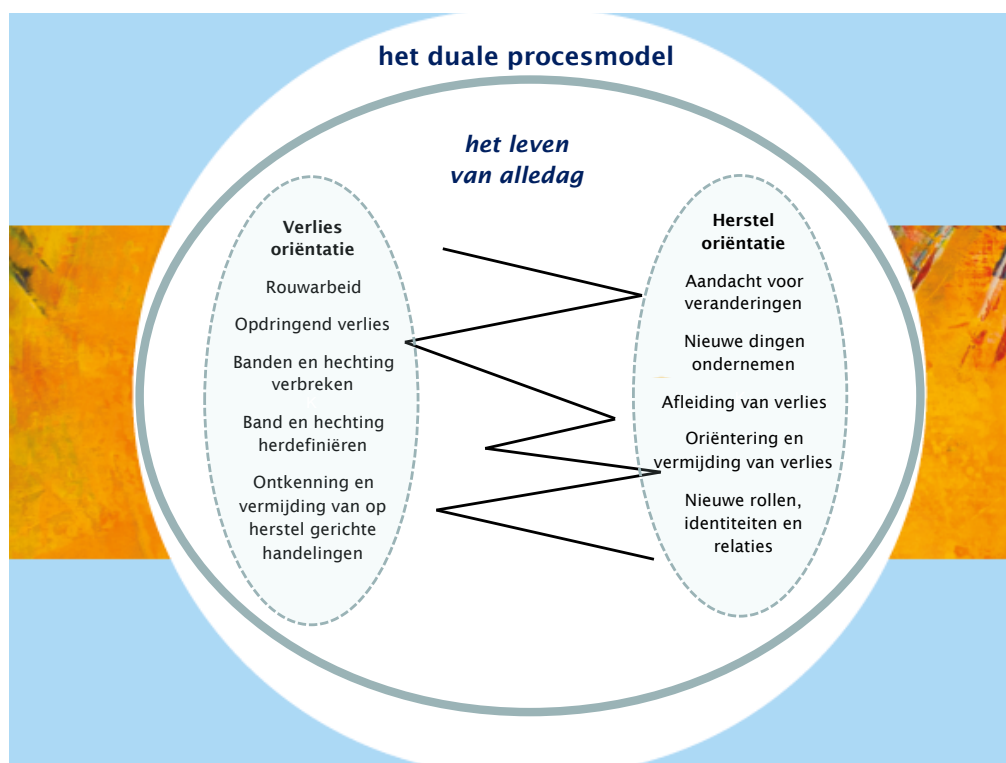 het duale procesmodel
het leven
van alledag
Verlies
oriëntatie
Rouwarbeid
Opdringend verlies
Banden en hechting
verbreken
Band en hechting
herdefiniëren
Ontkenning en
vermijding van op
herstel gerichte
handelingen
Herstel
oriëntatie
Aandacht voor
veranderingen
Nieuwe dingen
ondernemen
Afleiding van verlies
Oriëntering en
vermijding van verlies
Nieuwe rollen,
identiteiten en
relaties